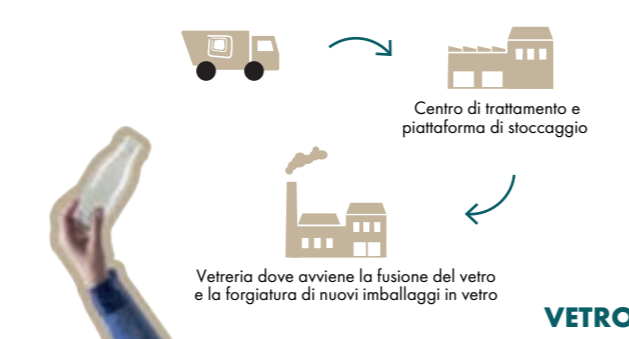 Centro di trattamento e
piattaforma di stoccaggio
Vetreria dove avviene la fusione del vetro
e la forgiatura di nuovi imballaggi in vetro
VETRO